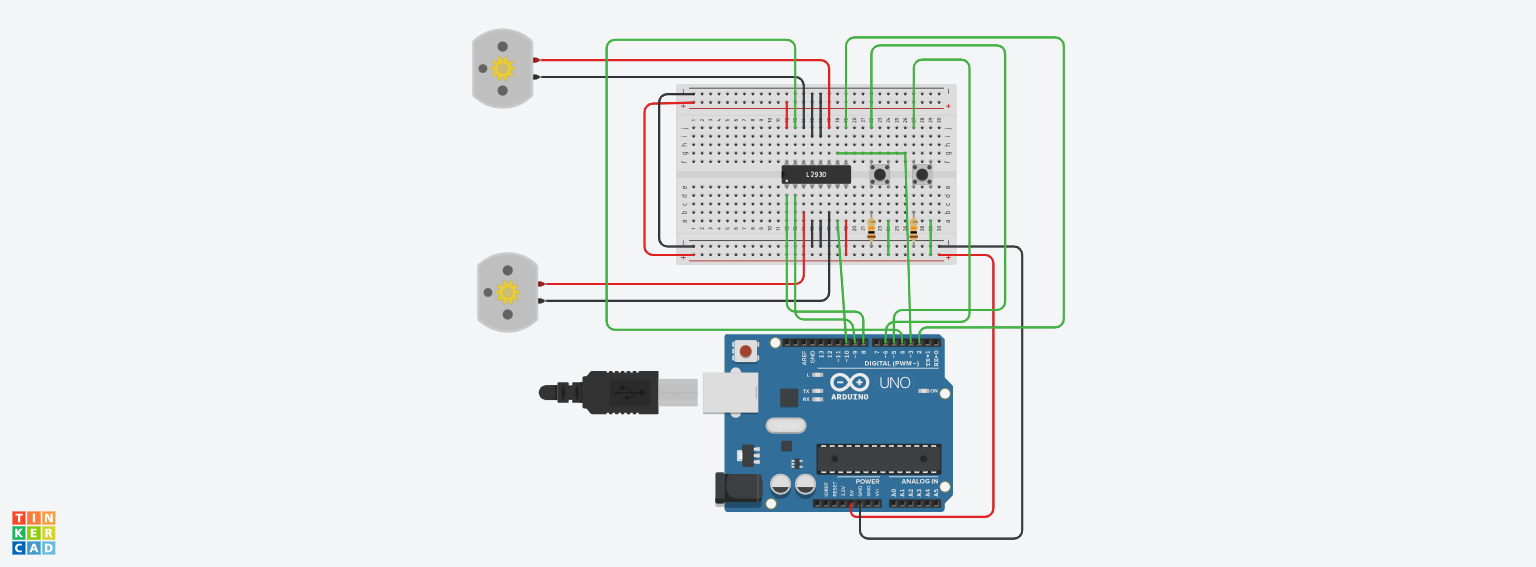 L293D
L
TX
RX
AREF
GND
13
12
~11
~10
~9
8
7
~6
~5
4
~3
2
TX→1
RX←0
DIGITAL (PWM~)
UNO
ARDUINO
ON
POWER
ANALOG IN
IOREF
RESET
3.3V
5V
GND
GND
Vin
A0
A1
A2
A3
A4
A5
TIN
KER
CAD